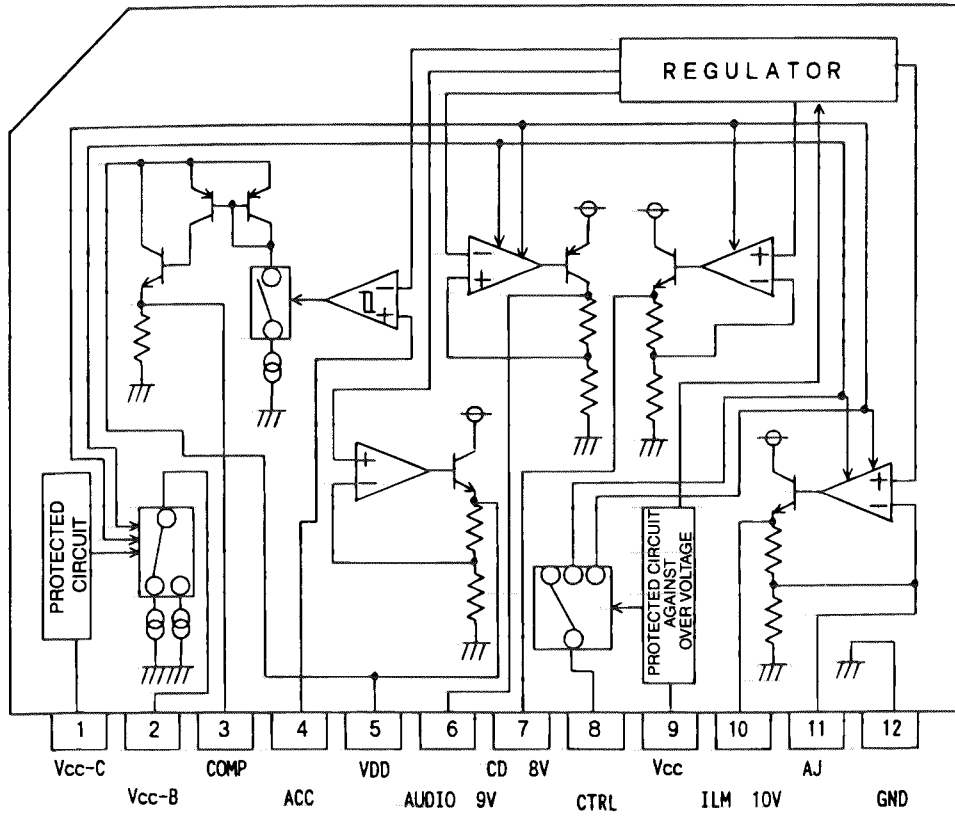 REGULATOR
PROTECTED
CIRCUIT
PROTECTED CIRCUIT
AGAINST
OVER VOLTAGE
1 2 3 4 5 6 7 8 9 10 11 12
Vcc-C COMP VDD CD 8V Vcc AJ
Vcc-B ACC AUDIO 9V CTRL ILM 10V GND